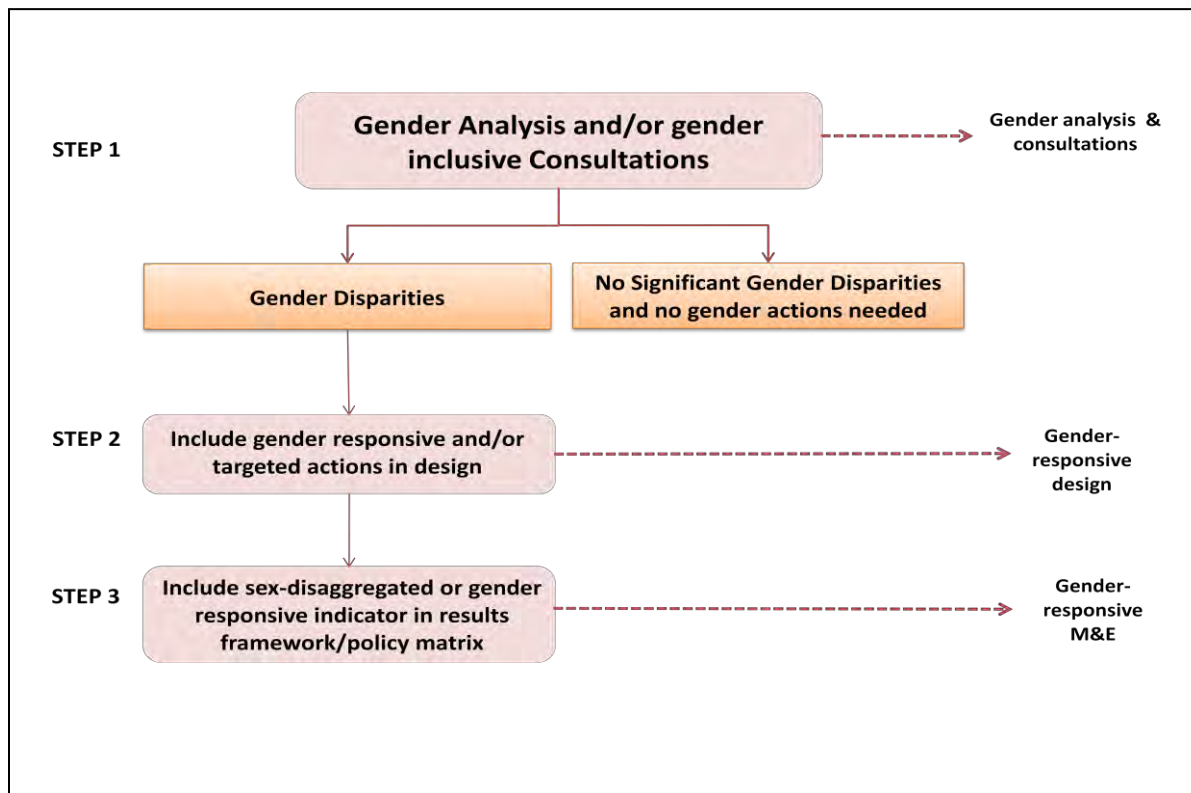 STEP 1
Gender Analysis and/or gender
inclusive Consultations
Gender analysis &
consultations
Gender Disparities
No Significant Gender Disparities
and no gender actions needed
STEP 2
Include gender responsive and/or
targeted actions in design
Gender-
responsive
design
STEP 3
Include sex-disaggregated or gender
responsive indicator in results
framework/policy matrix
Gender-
responsive
M&E